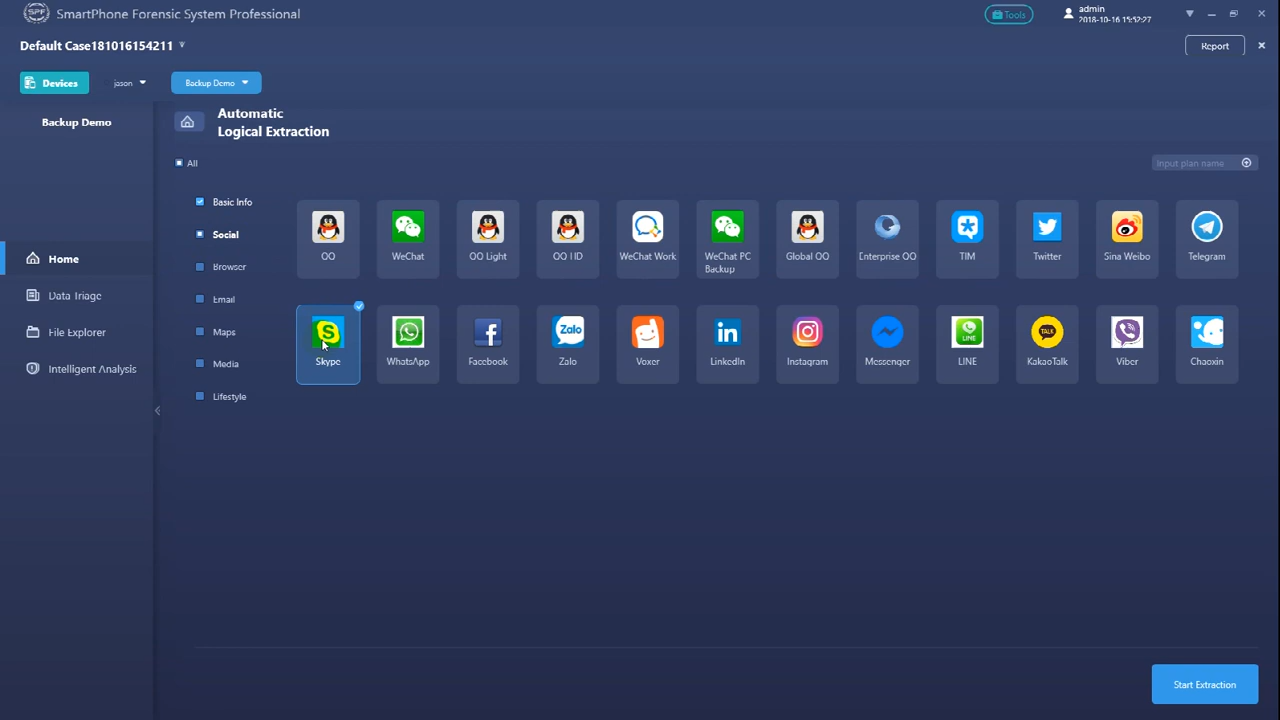 SPF
SmartPhone Forensic System Professional
Tools
admin
2018-10-16 15:52:27
Default Case181016154211
Report
Devices
jason
Backup Demo
Backup Demo
Automatic
Logical Extraction
All
Input plan name
Basic Info
Social
Browser
Email
Maps
Media
Lifestyle
Home
Data Triage
File Explorer
Intelligent Analysis
QQ
WeChat
QQ Light
QQ HD
WeChat Work
WeChat PC
Backup
Global QQ
Enterprise QQ
TIM
Twitter
Sina Weibo
Telegram
Skype
WhatsApp
Facebook
Zalo
Zalo
Voxer
LinkedIn
Instagram
Messenger
LINE
LINE
TALK
KakaoTalk
Viber
Chaoxin
Start Extraction